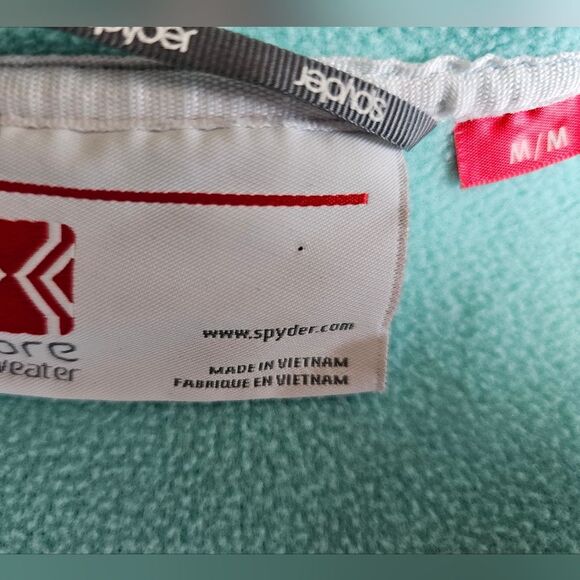 spyder
spyder
M/M
www.spyder.com
ore
weater
MADE IN VIETNAM
FABRIQUE EN VIETNAM